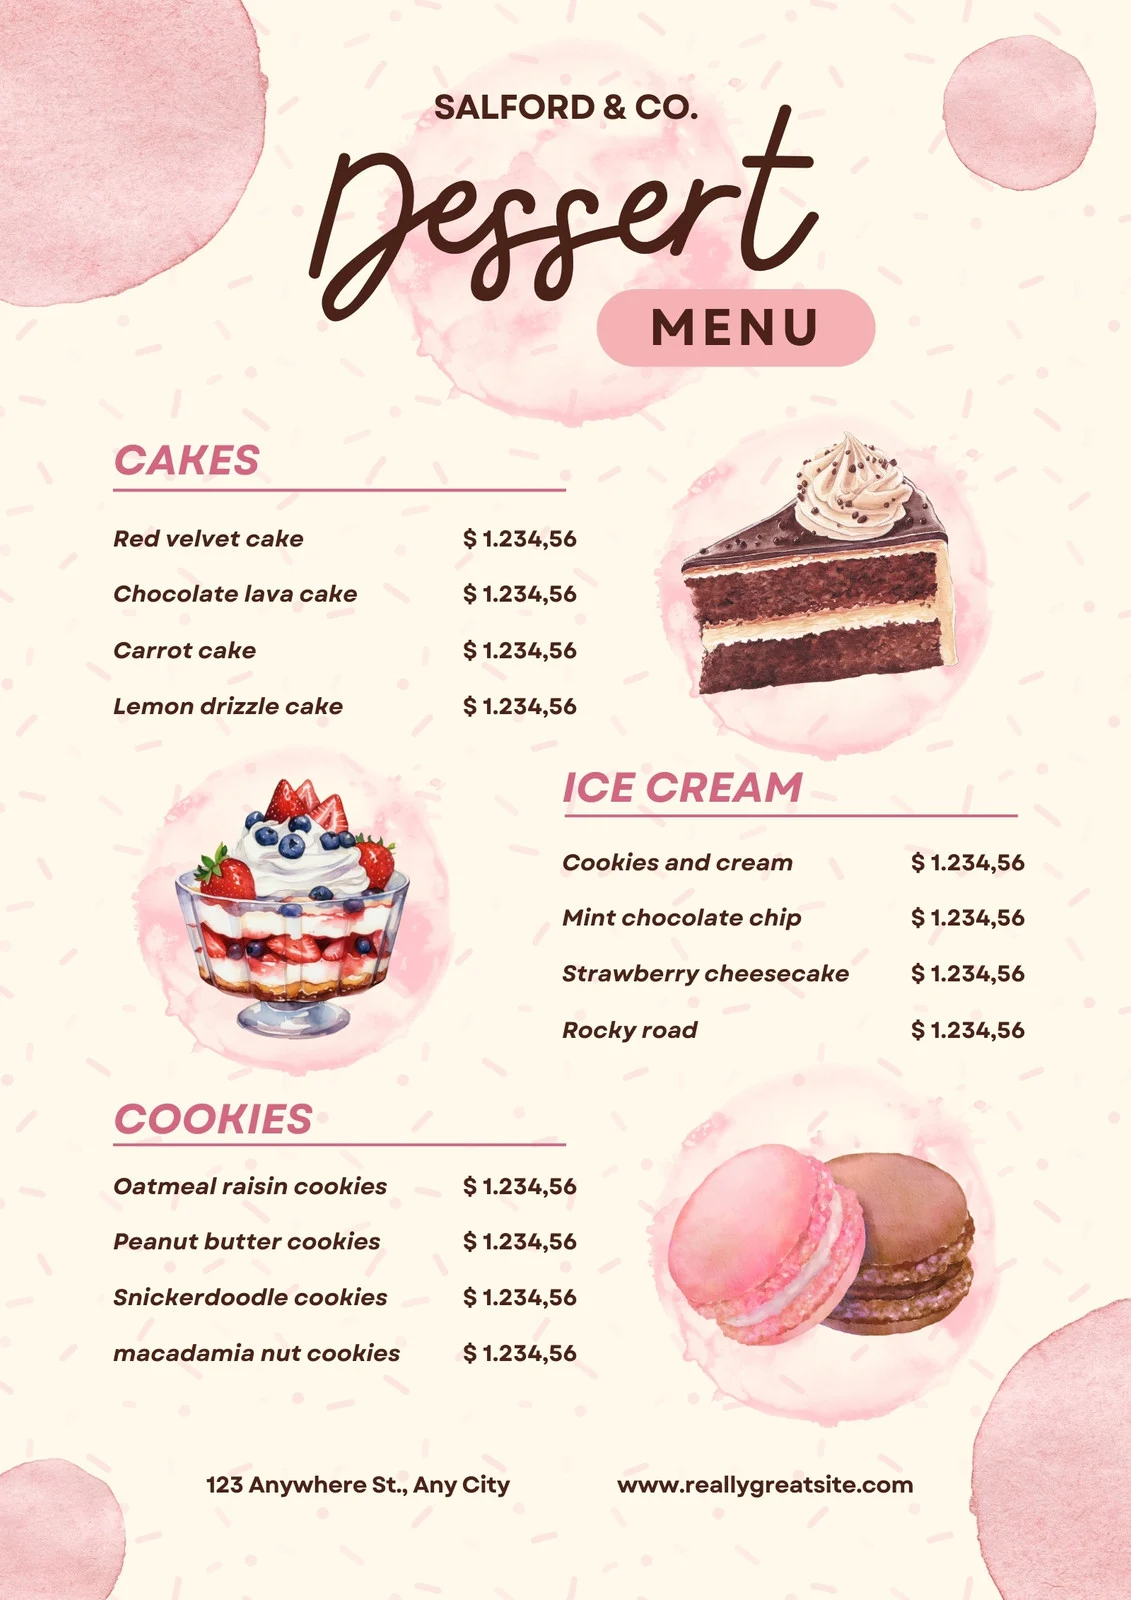 SALFORD & CO.
Dessert
MENU
CAKES
Red velvet cake $ 1.234,56
Chocolate lava cake $ 1.234,56
Carrot cake $ 1.234,56
Lemon drizzle cake $ 1.234,56
ICE CREAM
Cookies and cream $ 1.234,56
Mint chocolate chip $ 1.234,56
Strawberry cheesecake $ 1.234,56
Rocky road $ 1.234,56
COOKIES
Oatmeal raisin cookies $ 1.234,56
Peanut butter cookies $ 1.234,56
Snickerdoodle cookies $ 1.234,56
macadamia nut cookies $ 1.234,56
123 Anywhere St., Any City www.reallygreatsite.com